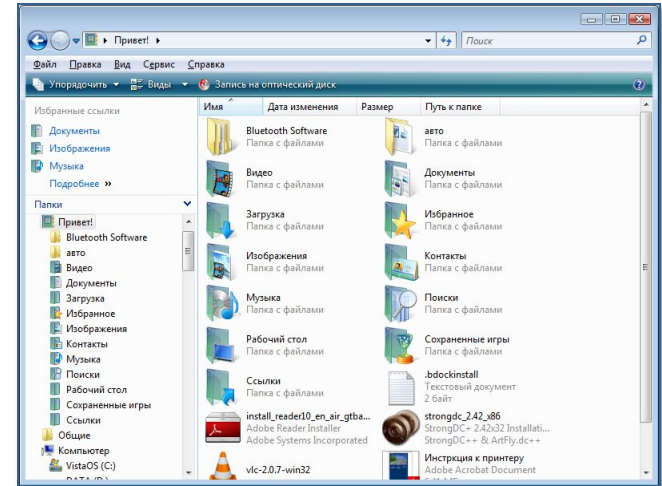 Привет!
Поиск
Файл Правка Вид Сервис Справка
Упорядочить Виды Запись на оптический диск
Избранные ссылки
Документы
Изображения
Музыка
Подробнее »
Папки
Привет!
Bluetooth Software
авто
Видео
Документы
Загрузка
Избранное
Изображения
Контакты
Музыка
Поиски
Рабочий стол
Сохраненные игры
Ссылки
Общие
Компьютер
VistaOS (C:)
DATA (D:)
Имя Дата изменения Размер Путь к папке
Bluetooth Software
Папка с файлами
авто
Папка с файлами
Видео
Папка с файлами
Документы
Папка с файлами
Загрузка
Папка с файлами
Избранное
Папка с файлами
Изображения
Папка с файлами
Контакты
Папка с файлами
Музыка
Папка с файлами
Поиски
Папка с файлами
Рабочий стол
Папка с файлами
Сохраненные игры
Папка с файлами
Ссылки
Папка с файлами
.bdockinstall
Текстовый документ
2 байт
install_reader10_en_air_gtba...
Adobe Reader Installer
Adobe Systems Incorporated
strongdc_2.42_x86
StrongDC+ 2.42x32 Installati...
StrongDC++ & ArtFly.dc++
vlc-2.0.7-win32
Инстркция к принтеру
Adobe Acrobat Document